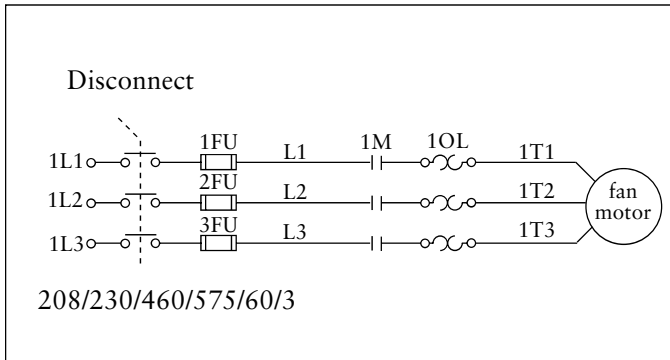 Disconnect
1L1 1FU L1 1M 1OL 1T1
1L2 2FU L2 1T2
1L3 3FU L3 1T3
fan
motor
208/230/460/575/60/3